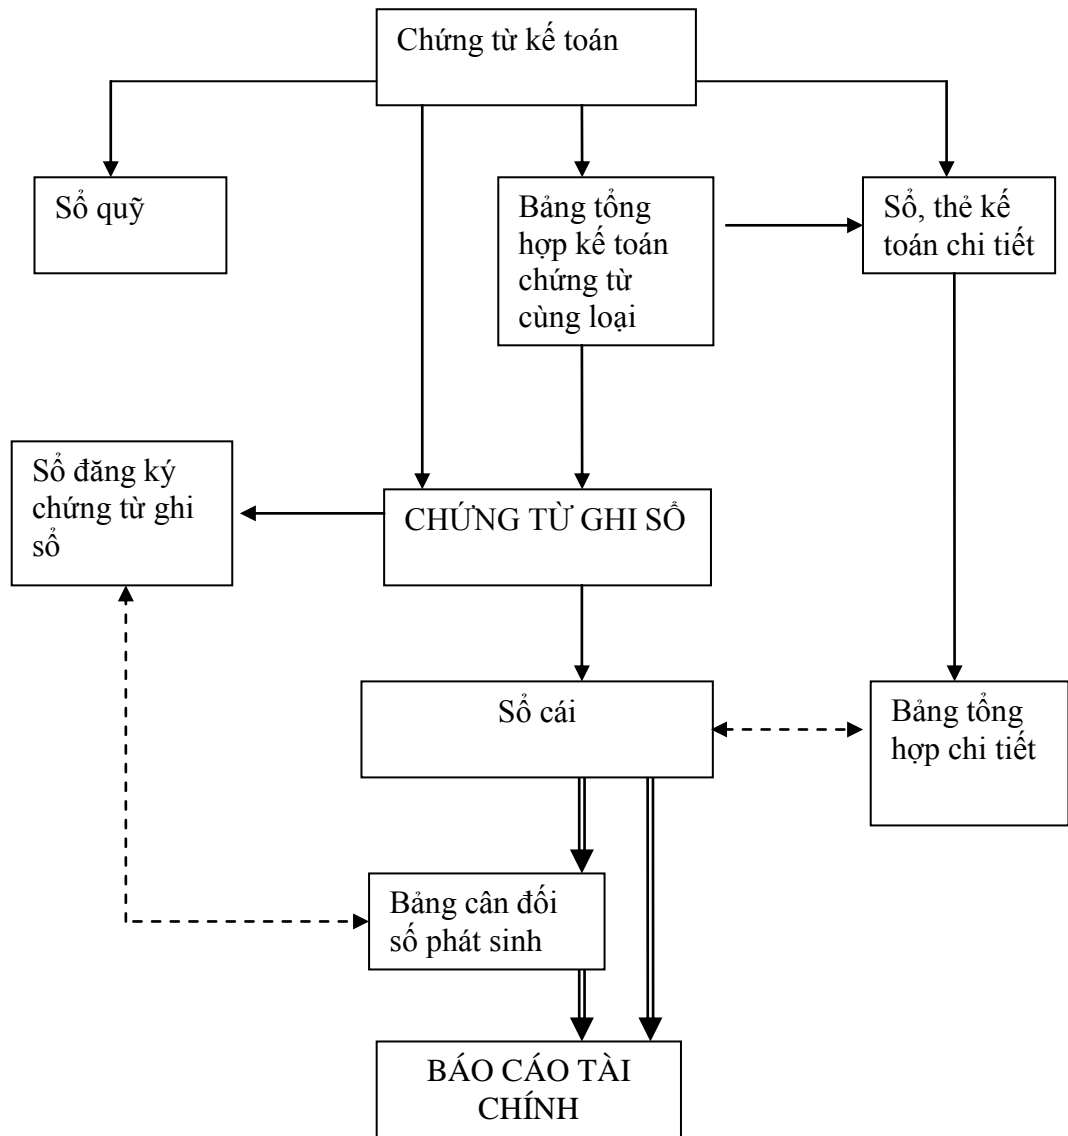 Chứng từ kế toán
Sổ quỹ
Bảng tổng
hợp kế toán
chứng từ
cùng loại
Sổ, thẻ kế
toán chi tiết
Sổ đăng ký
chứng từ ghi
sổ
CHỨNG TỪ GHI SỔ
Sổ cái
Bảng tổng
hợp chi tiết
Bảng cân đối
số phát sinh
BÁO CÁO TÀI
CHÍNH